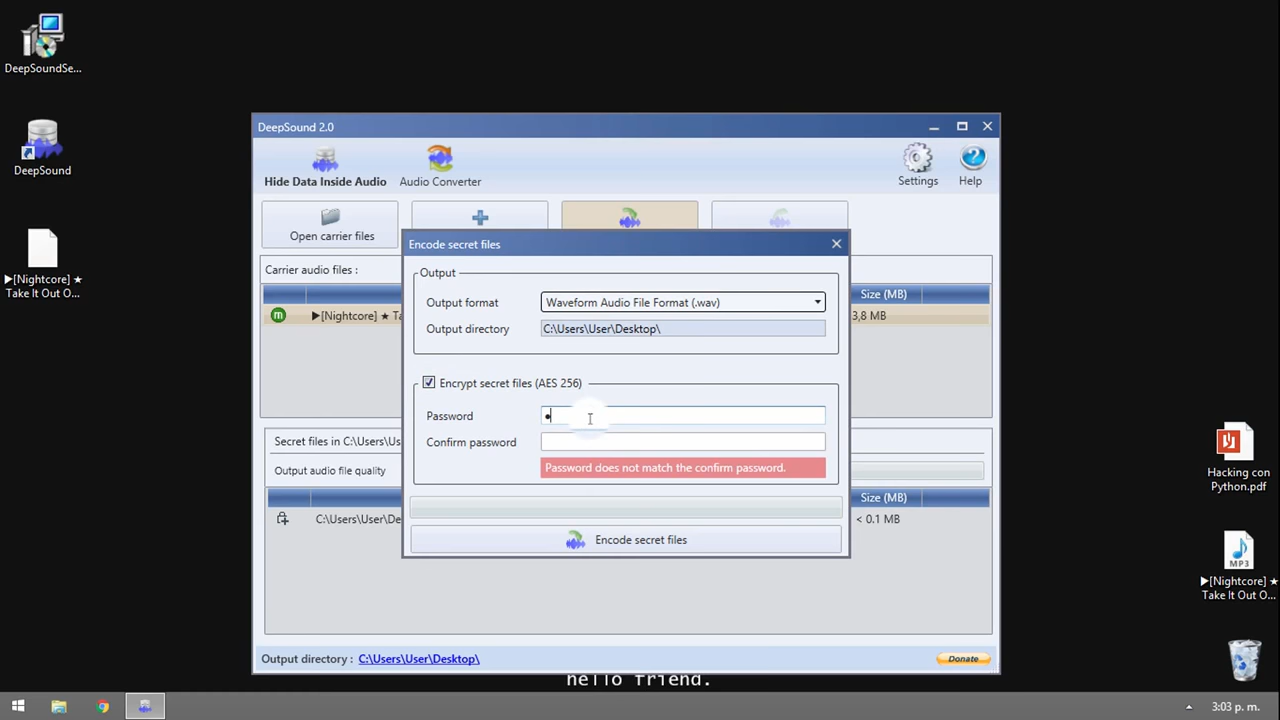 DeepSoundSe...
DeepSound
▶[Nightcore] ★
Take It Out O...
DeepSound 2.0
Hide Data Inside Audio
Audio Converter
Settings
Help
Open carrier files
Carrier audio files :
Size (MB)
▶[Nightcore] ★ Ta
3,8 MB
Encode secret files
Output
Output format
Waveform Audio File Format (.wav)
Output directory
C:\Users\User\Desktop\
Encrypt secret files (AES 256)
Password
●
Confirm password
Password does not match the confirm password.
Encode secret files
Secret files in C:\Users\Us
Output audio file quality
Size (MB)
C:\Users\User\De
< 0.1 MB
Output directory : C:\Users\User\Desktop\
Donate
hello friend.
Hacking con
Python.pdf
MP3
▶[Nightcore] ★
Take It Out O...
3:03 p. m.